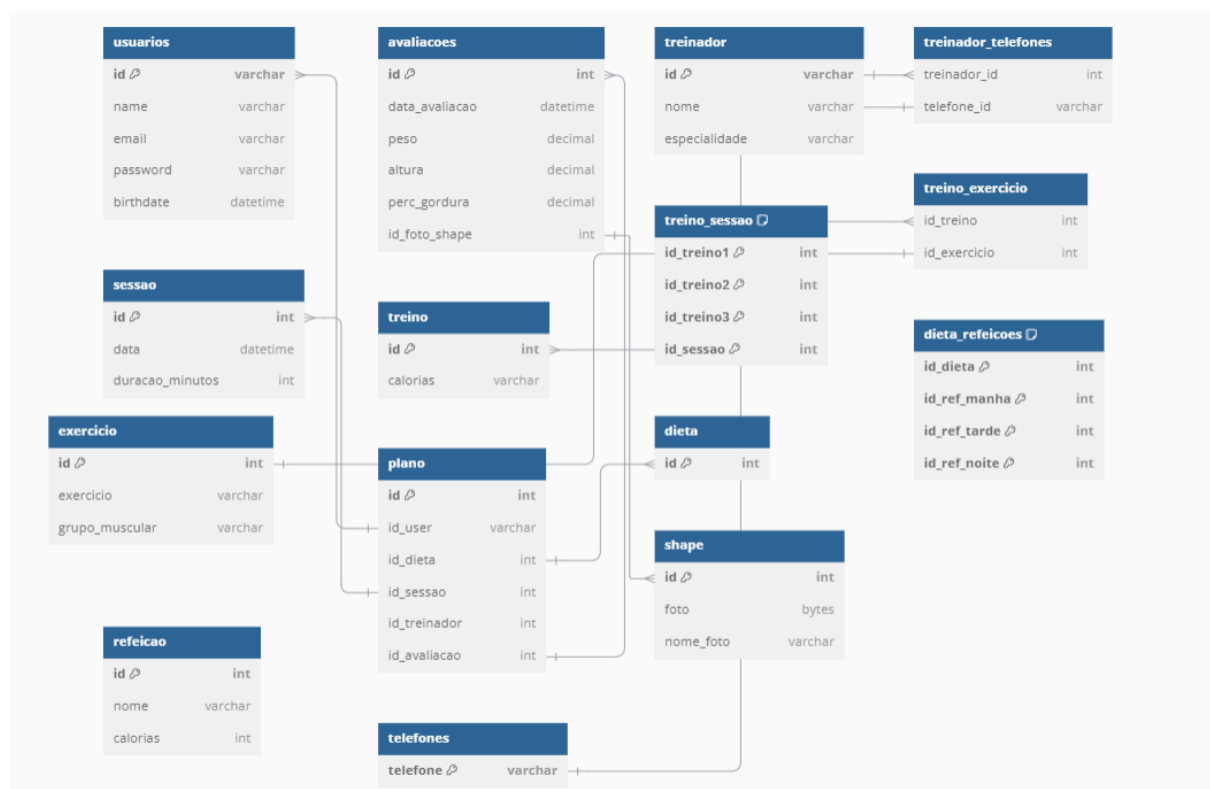 usuarios
id varchar
name varchar
email varchar
password varchar
birthdate datetime
avaliacoes
id int
data_avaliacao datetime
peso decimal
altura decimal
perc_gordura decimal
id_foto_shape int
treinador
id varchar
nome varchar
especialidade varchar
treinador_telefones
treinador_id int
telefone_id varchar
treino_exercicio
id_treino int
id_exercicio int
treino_sessao
id_treino1 int
id_treino2 int
id_treino3 int
id_sessao int
sessao
id int
data datetime
duracao_minutos int
treino
id int
calorias varchar
dieta_refeicoes
id_dieta int
id_ref_manha int
id_ref_tarde int
id_ref_noite int
exercicio
id int
exercicio varchar
grupo_muscular varchar
plano
id int
id_user varchar
id_dieta int
id_sessao int
id_treinador int
id_avaliacao int
dieta
id int
shape
id int
foto bytes
nome_foto varchar
refeicao
id int
nome varchar
calorias int
telefones
telefone varchar